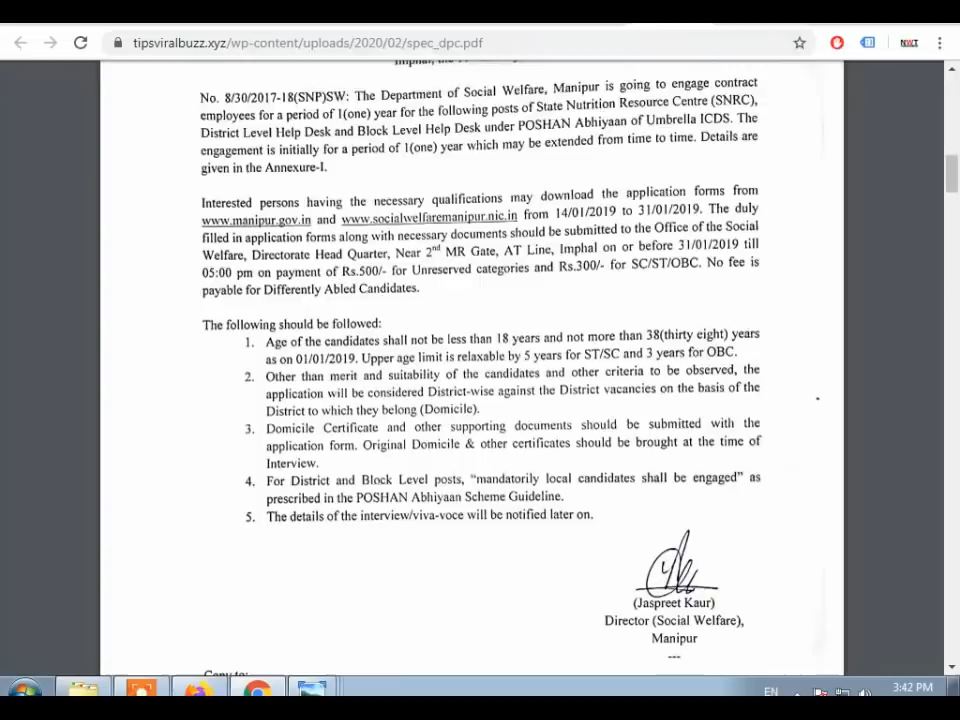 tipsviralbuzz.xyz/wp-content/uploads/2020/02/spec_dpc.pdf
NWT
Imphal, the
No. 8/30/2017-18(SNP)SW: The Department of Social Welfare, Manipur is going to engage contract
employees for a period of 1(one) year for the following posts of State Nutrition Resource Centre (SNRC),
District Level Help Desk and Block Level Help Desk under POSHAN Abhiyaan of Umbrella ICDS. The
engagement is initially for a period of 1(one) year which may be extended from time to time. Details are
given in the Annexure-I.
Interested persons having the necessary qualifications may download the application forms from
www.manipur.gov.in and www.socialwelfaremanipur.nic.in from 14/01/2019 to 31/01/2019. The duly
filled in application forms along with necessary documents should be submitted to the Office of the Social
Welfare, Directorate Head Quarter, Near 2nd MR Gate, AT Line, Imphal on or before 31/01/2019 till
05:00 pm on payment of Rs.500/- for Unreserved categories and Rs.300/- for SC/ST/OBC. No fee is
payable for Differently Abled Candidates.
The following should be followed:
1. Age of the candidates shall not be less than 18 years and not more than 38(thirty eight) years
as on 01/01/2019. Upper age limit is relaxable by 5 years for ST/SC and 3 years for OBC.
2. Other than merit and suitability of the candidates and other criteria to be observed, the
application will be considered District-wise against the District vacancies on the basis of the
District to which they belong (Domicile).
3. Domicile Certificate and other supporting documents should be submitted with the
application form. Original Domicile & other certificates should be brought at the time of
Interview.
4. For District and Block Level posts, “mandatorily local candidates shall be engaged” as
prescribed in the POSHAN Abhiyaan Scheme Guideline.
5. The details of the interview/viva-voce will be notified later on.
(Jaspreet Kaur)
Director (Social Welfare),
Manipur
---
Copy to:
EN
3:42 PM